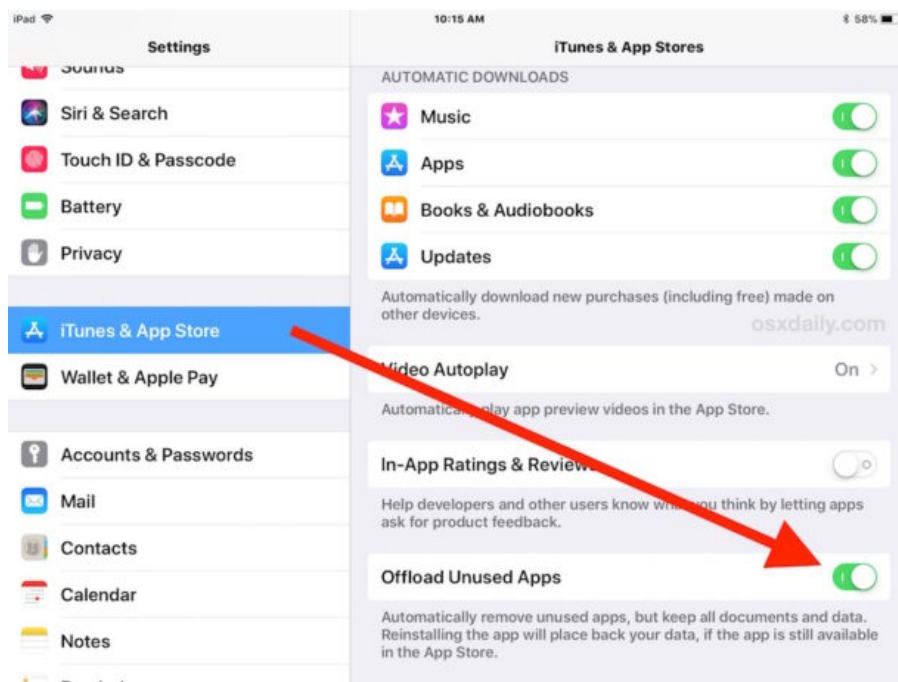 iPad
10:15 AM
58%
Settings
iTunes & App Stores
Sounds
Siri & Search
Touch ID & Passcode
Battery
Privacy
iTunes & App Store
Wallet & Apple Pay
Accounts & Passwords
Mail
Contacts
Calendar
Notes
AUTOMATIC DOWNLOADS
Music
Apps
Books & Audiobooks
Updates
Automatically download new purchases (including free) made on
other devices.
osxdaily.com
Video Autoplay
On >
Automatically play app preview videos in the App Store.
In-App Ratings & Reviews
Help developers and other users know what you think by letting apps
ask for product feedback.
Offload Unused Apps
Automatically remove unused apps, but keep all documents and data.
Reinstalling the app will place back your data, if the app is still available
in the App Store.